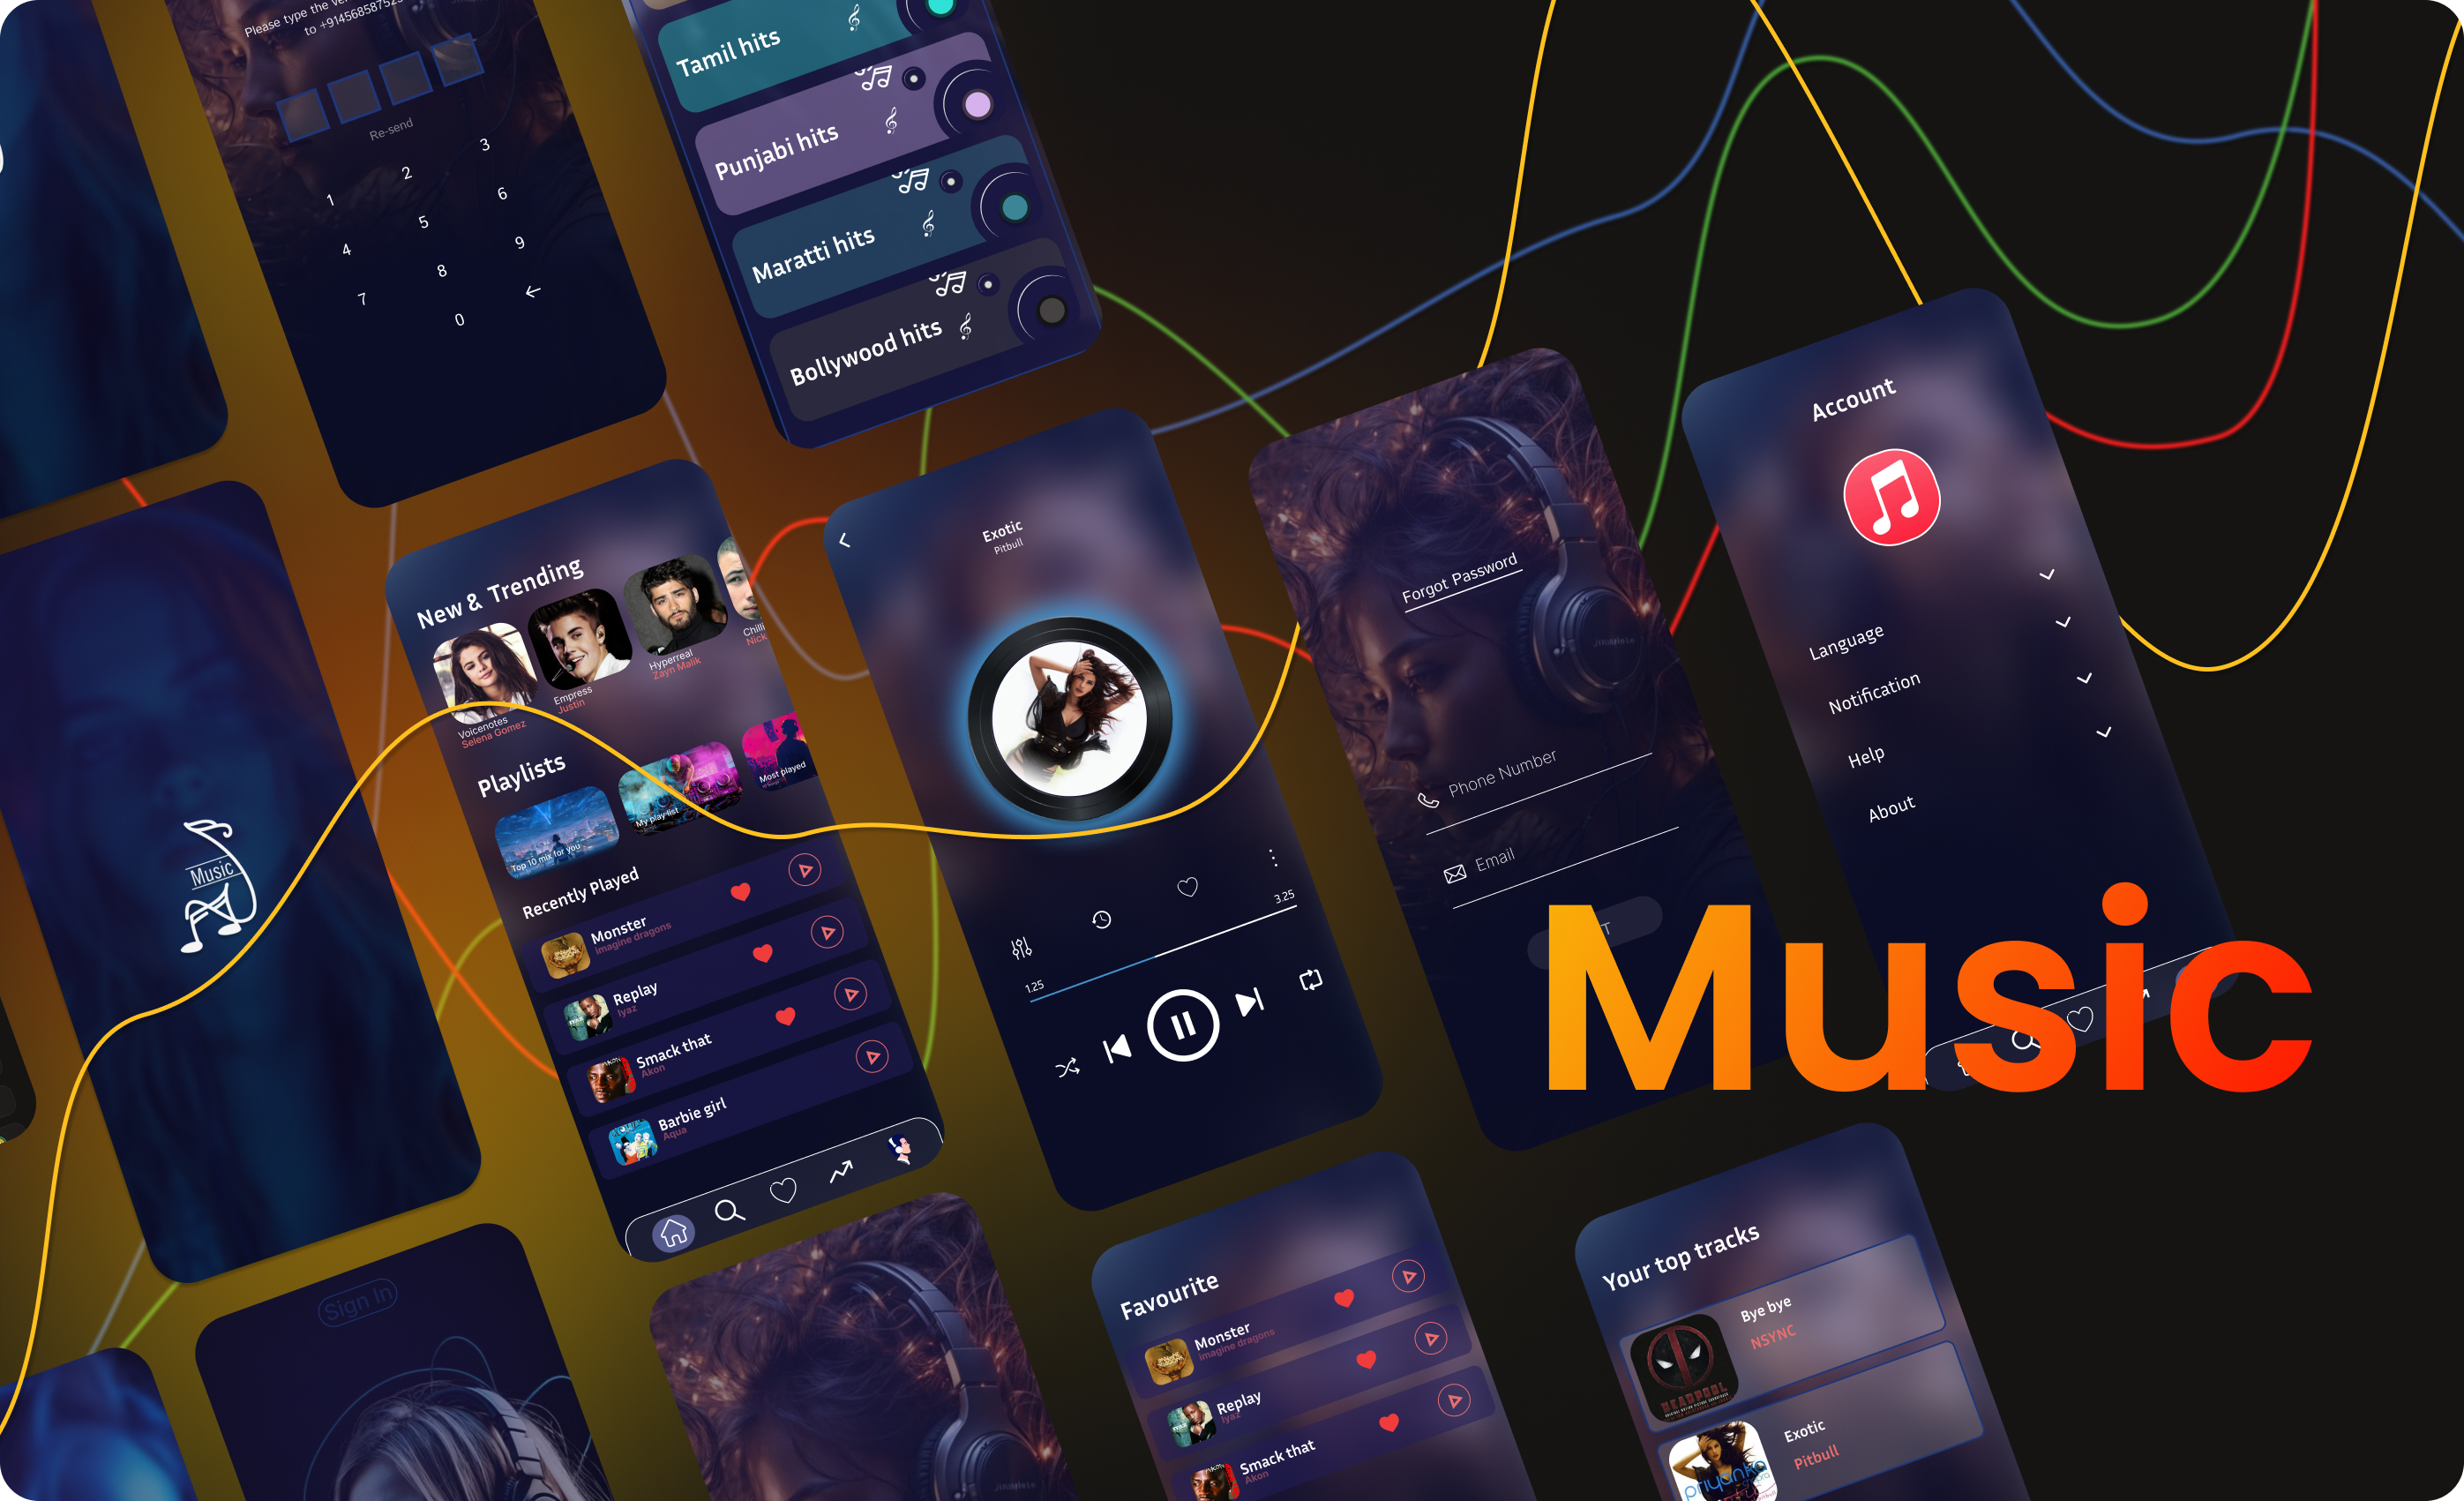 Please type the
to +914568587525
Re-send
1
2
3
4
5
6
7
8
9
0
Tamil hits
Punjabi hits
Maratti hits
Bollywood hits
Music
New & Trending
Voicenotes
Selena Gomez
Empress
Justin
Hyperreal
Zayn Malik
Chilli
Nick
Playlists
Top 10 mix for you
My play list
Most played
Recently Played
Monster
imagine dragons
Replay
Iyaz
Smack that
Akon
Barbie girl
Aqua
Exotic
Pitbull
1.25
3.25
Forgot Password
Phone Number
Email
Account
Language
Notification
Help
About
Music
Sign In
Favourite
Monster
imagine dragons
Replay
Iyaz
Smack that
Akon
Your top tracks
Bye bye
NSYNC
DEADPOOL
Exotic
Pitbull
priyanka